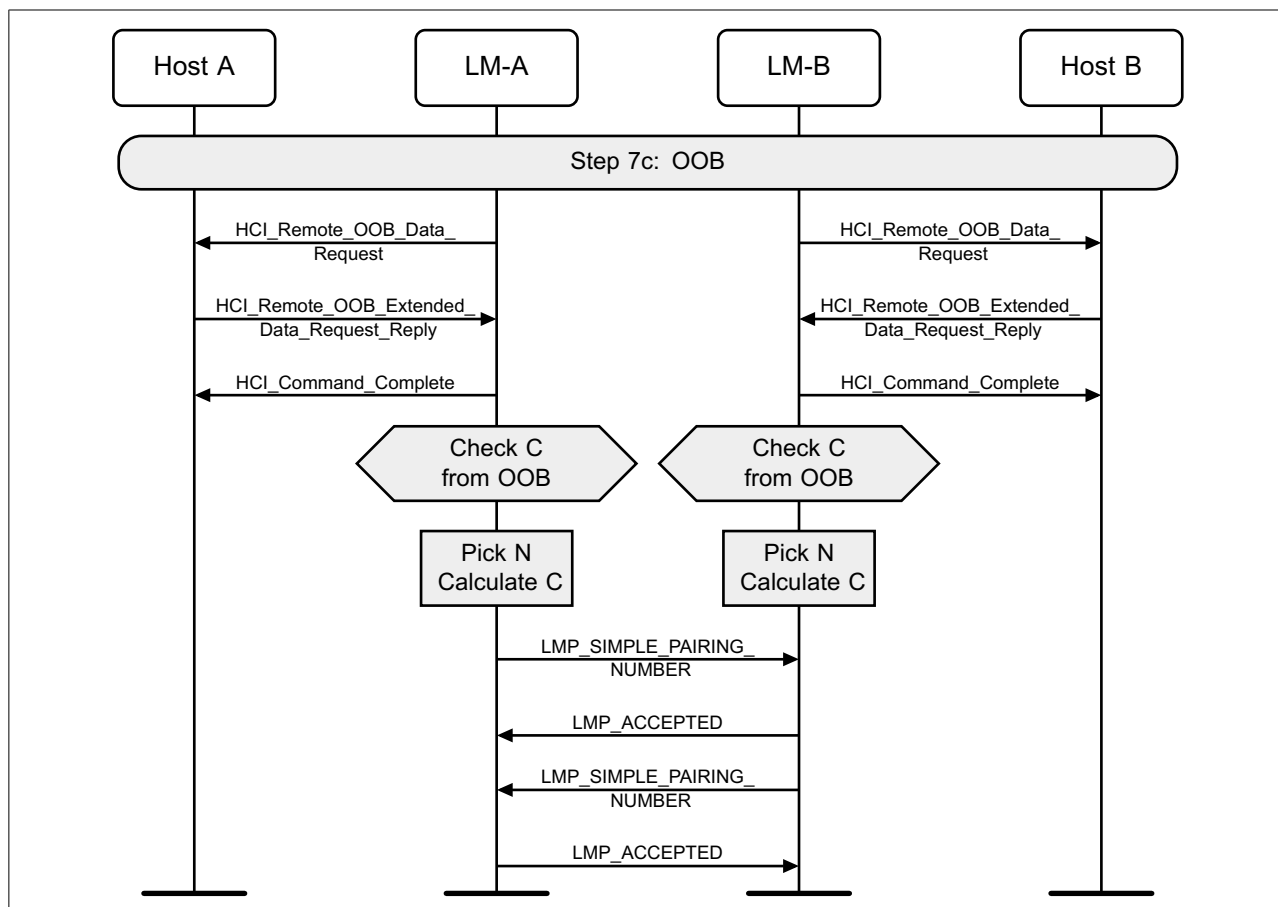 Host A
LM-A
LM-B
Host B
Step 7c: OOB
HCI_Remote_OOB_Data_
Request
HCI_Remote_OOB_Data_
Request
HCI_Remote_OOB_Extended_
Data_Request_Reply
HCI_Remote_OOB_Extended_
Data_Request_Reply
HCI_Command_Complete
HCI_Command_Complete
Check C
from OOB
Check C
from OOB
Pick N
Calculate C
Pick N
Calculate C
LMP_SIMPLE_PAIRING_
NUMBER
LMP_ACCEPTED
LMP_SIMPLE_PAIRING_
NUMBER
LMP_ACCEPTED